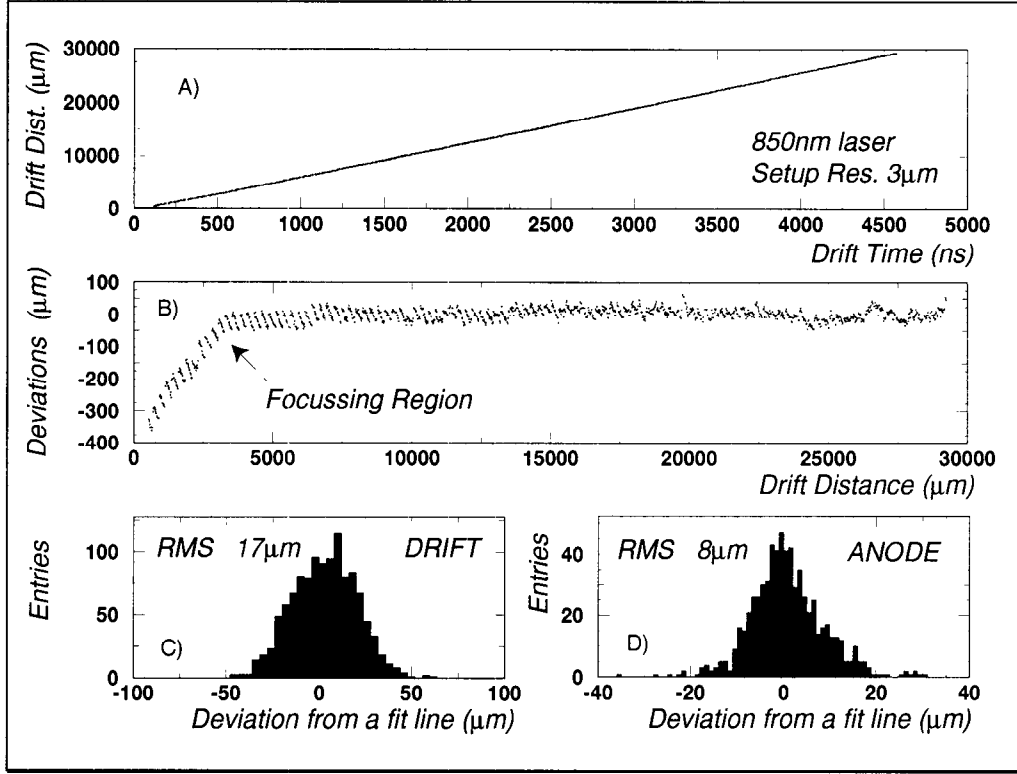 A)
Drift Dist. (μm)
30000
20000
10000
0
850nm laser
Setup Res. 3μm
0 500 1000 1500 2000 2500 3000 3500 4000 4500 5000
Drift Time (ns)
B)
Deviations (μm)
100
0
-100
-200
-300
-400
Focussing Region
0 5000 10000 15000 20000 25000 30000
Drift Distance (μm)
Entries
100
50
0
RMS 17μm DRIFT
C)
-100 -50 0 50 100
Deviation from a fit line (μm)
Entries
40
20
0
RMS 8μm ANODE
D)
-40 -20 0 20 40
Deviation from a fit line (μm)